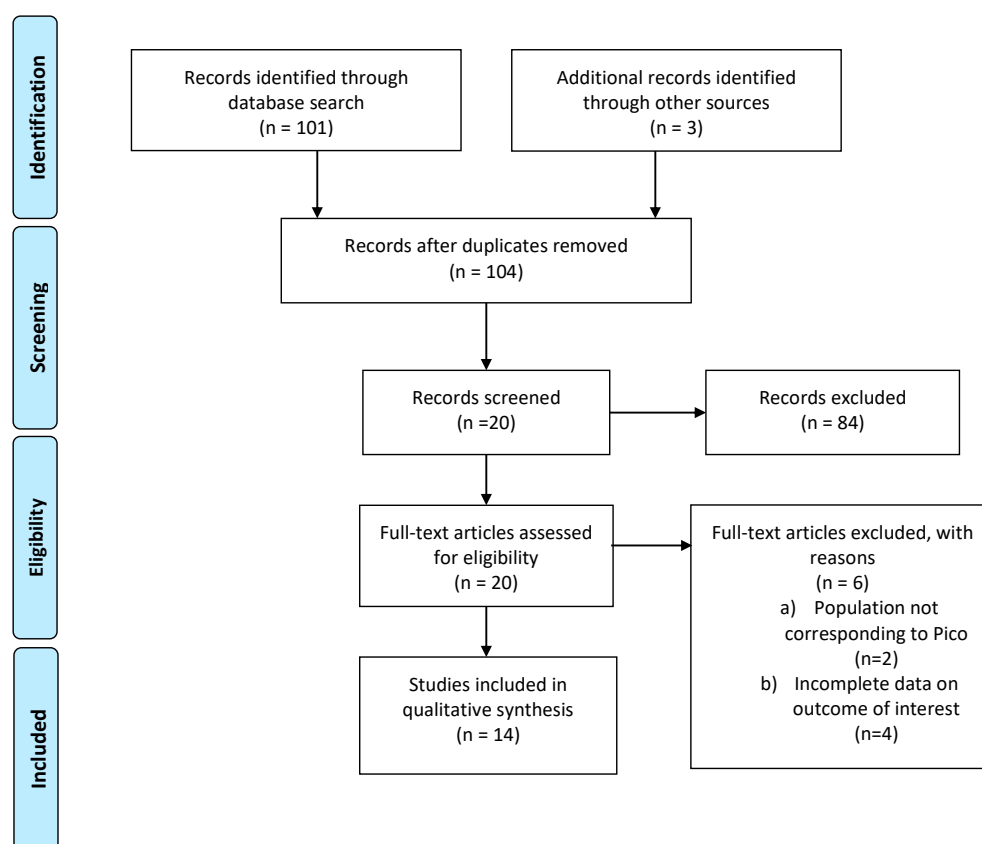 Identification
Records identified through
database search
(n = 101)
Additional records identified
through other sources
(n = 3)
Screening
Records after duplicates removed
(n = 104)
Records screened
(n =20)
Records excluded
(n = 84)
Eligibility
Full-text articles assessed
for eligibility
(n = 20)
Full-text articles excluded, with
reasons
(n = 6)
a) Population not
corresponding to Pico
(n=2)
b) Incomplete data on
outcome of interest
(n=4)
Included
Studies included in
qualitative synthesis
(n = 14)